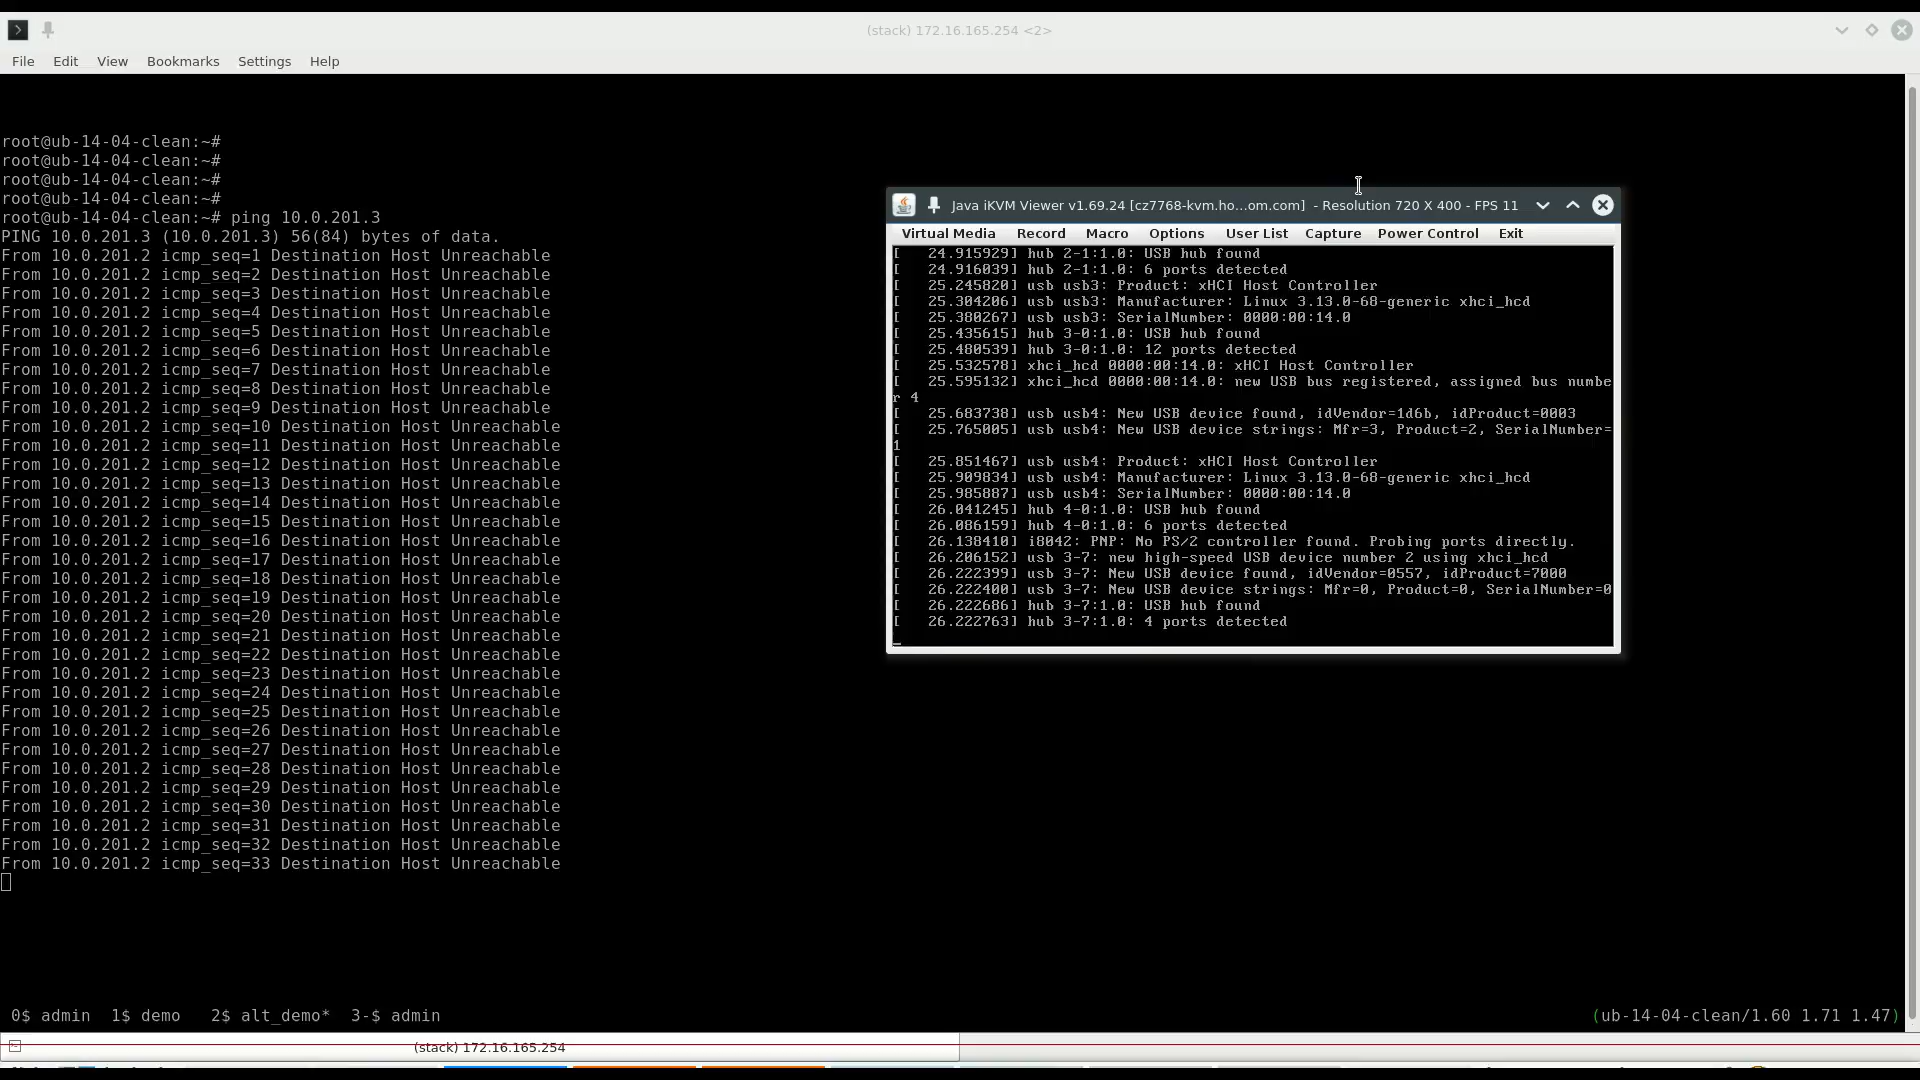 (stack) 172.16.165.254 <2>
File Edit View Bookmarks Settings Help
root@ub-14-04-clean:~#
root@ub-14-04-clean:~#
root@ub-14-04-clean:~#
root@ub-14-04-clean:~#
root@ub-14-04-clean:~# ping 10.0.201.3
PING 10.0.201.3 (10.0.201.3) 56(84) bytes of data.
From 10.0.201.2 icmp_seq=1 Destination Host Unreachable
From 10.0.201.2 icmp_seq=2 Destination Host Unreachable
From 10.0.201.2 icmp_seq=3 Destination Host Unreachable
From 10.0.201.2 icmp_seq=4 Destination Host Unreachable
From 10.0.201.2 icmp_seq=5 Destination Host Unreachable
From 10.0.201.2 icmp_seq=6 Destination Host Unreachable
From 10.0.201.2 icmp_seq=7 Destination Host Unreachable
From 10.0.201.2 icmp_seq=8 Destination Host Unreachable
From 10.0.201.2 icmp_seq=9 Destination Host Unreachable
From 10.0.201.2 icmp_seq=10 Destination Host Unreachable
From 10.0.201.2 icmp_seq=11 Destination Host Unreachable
From 10.0.201.2 icmp_seq=12 Destination Host Unreachable
From 10.0.201.2 icmp_seq=13 Destination Host Unreachable
From 10.0.201.2 icmp_seq=14 Destination Host Unreachable
From 10.0.201.2 icmp_seq=15 Destination Host Unreachable
From 10.0.201.2 icmp_seq=16 Destination Host Unreachable
From 10.0.201.2 icmp_seq=17 Destination Host Unreachable
From 10.0.201.2 icmp_seq=18 Destination Host Unreachable
From 10.0.201.2 icmp_seq=19 Destination Host Unreachable
From 10.0.201.2 icmp_seq=20 Destination Host Unreachable
From 10.0.201.2 icmp_seq=21 Destination Host Unreachable
From 10.0.201.2 icmp_seq=22 Destination Host Unreachable
From 10.0.201.2 icmp_seq=23 Destination Host Unreachable
From 10.0.201.2 icmp_seq=24 Destination Host Unreachable
From 10.0.201.2 icmp_seq=25 Destination Host Unreachable
From 10.0.201.2 icmp_seq=26 Destination Host Unreachable
From 10.0.201.2 icmp_seq=27 Destination Host Unreachable
From 10.0.201.2 icmp_seq=28 Destination Host Unreachable
From 10.0.201.2 icmp_seq=29 Destination Host Unreachable
From 10.0.201.2 icmp_seq=30 Destination Host Unreachable
From 10.0.201.2 icmp_seq=31 Destination Host Unreachable
From 10.0.201.2 icmp_seq=32 Destination Host Unreachable
From 10.0.201.2 icmp_seq=33 Destination Host Unreachable
Java iKVM Viewer v1.69.24 [cz7768-kvm.ho...om.com] - Resolution 720 X 400 - FPS 11
Virtual Media Record Macro Options User List Capture Power Control Exit
[ 24.915929] hub 2-1:1.0: USB hub found
[ 24.916039] hub 2-1:1.0: 6 ports detected
[ 25.245820] usb usb3: Product: xHCI Host Controller
[ 25.304206] usb usb3: Manufacturer: Linux 3.13.0-68-generic xhci_hcd
[ 25.380267] usb usb3: SerialNumber: 0000:00:14.0
[ 25.435615] hub 3-0:1.0: USB hub found
[ 25.480539] hub 3-0:1.0: 12 ports detected
[ 25.532578] xhci_hcd 0000:00:14.0: xHCI Host Controller
[ 25.595132] xhci_hcd 0000:00:14.0: new USB bus registered, assigned bus numbe
r 4
[ 25.683738] usb usb4: New USB device found, idVendor=1d6b, idProduct=0003
[ 25.765005] usb usb4: New USB device strings: Mfr=3, Product=2, SerialNumber=
1
[ 25.851467] usb usb4: Product: xHCI Host Controller
[ 25.909834] usb usb4: Manufacturer: Linux 3.13.0-68-generic xhci_hcd
[ 25.985887] usb usb4: SerialNumber: 0000:00:14.0
[ 26.041245] hub 4-0:1.0: USB hub found
[ 26.086159] hub 4-0:1.0: 6 ports detected
[ 26.138410] i8042: PNP: No PS/2 controller found. Probing ports directly.
[ 26.206152] usb 3-7: new high-speed USB device number 2 using xhci_hcd
[ 26.222399] usb 3-7: New USB device found, idVendor=0557, idProduct=7000
[ 26.222400] usb 3-7: New USB device strings: Mfr=0, Product=0, SerialNumber=0
[ 26.222686] hub 3-7:1.0: USB hub found
[ 26.222763] hub 3-7:1.0: 4 ports detected
0$ admin 1$ demo 2$ alt_demo* 3-$ admin (ub-14-04-clean/1.60 1.71 1.47)
(stack) 172.16.165.254